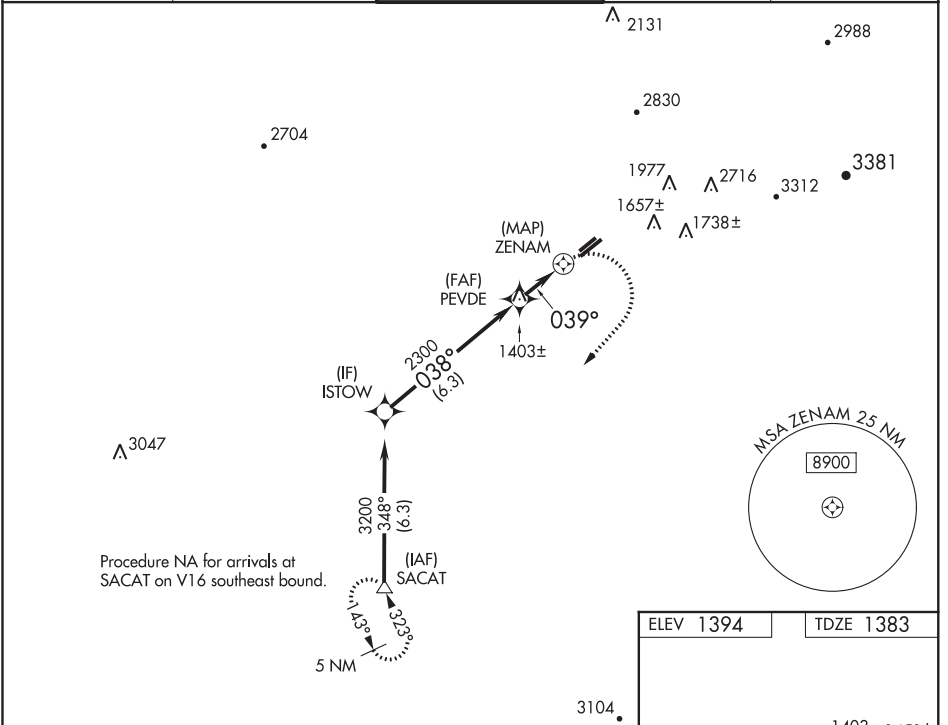 2131
2988
2830
2704
1977
2716
3312
3381
1657±
1738±
(MAP)
ZENAM
(FAF)
PEVDE
039°
1403±
2300
038°
(6.3)
(IF)
ISTOW
3047
MSA ZENAM 25 NM
8900
3200
348°
(6.3)
Procedure NA for arrivals at
SACAT on V16 southeast bound.
(IAF)
SACAT
143°
323°
5 NM
ELEV 1394
TDZE 1383
3104